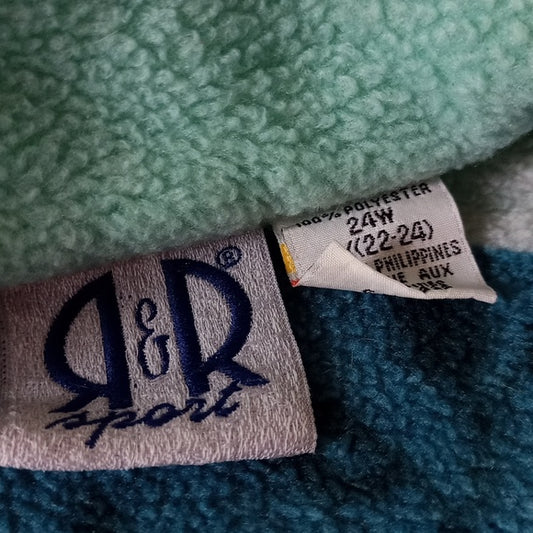 R&R®
sport
100% POLYESTER
24W
/(22-24)
PHILIPPINES
AUX